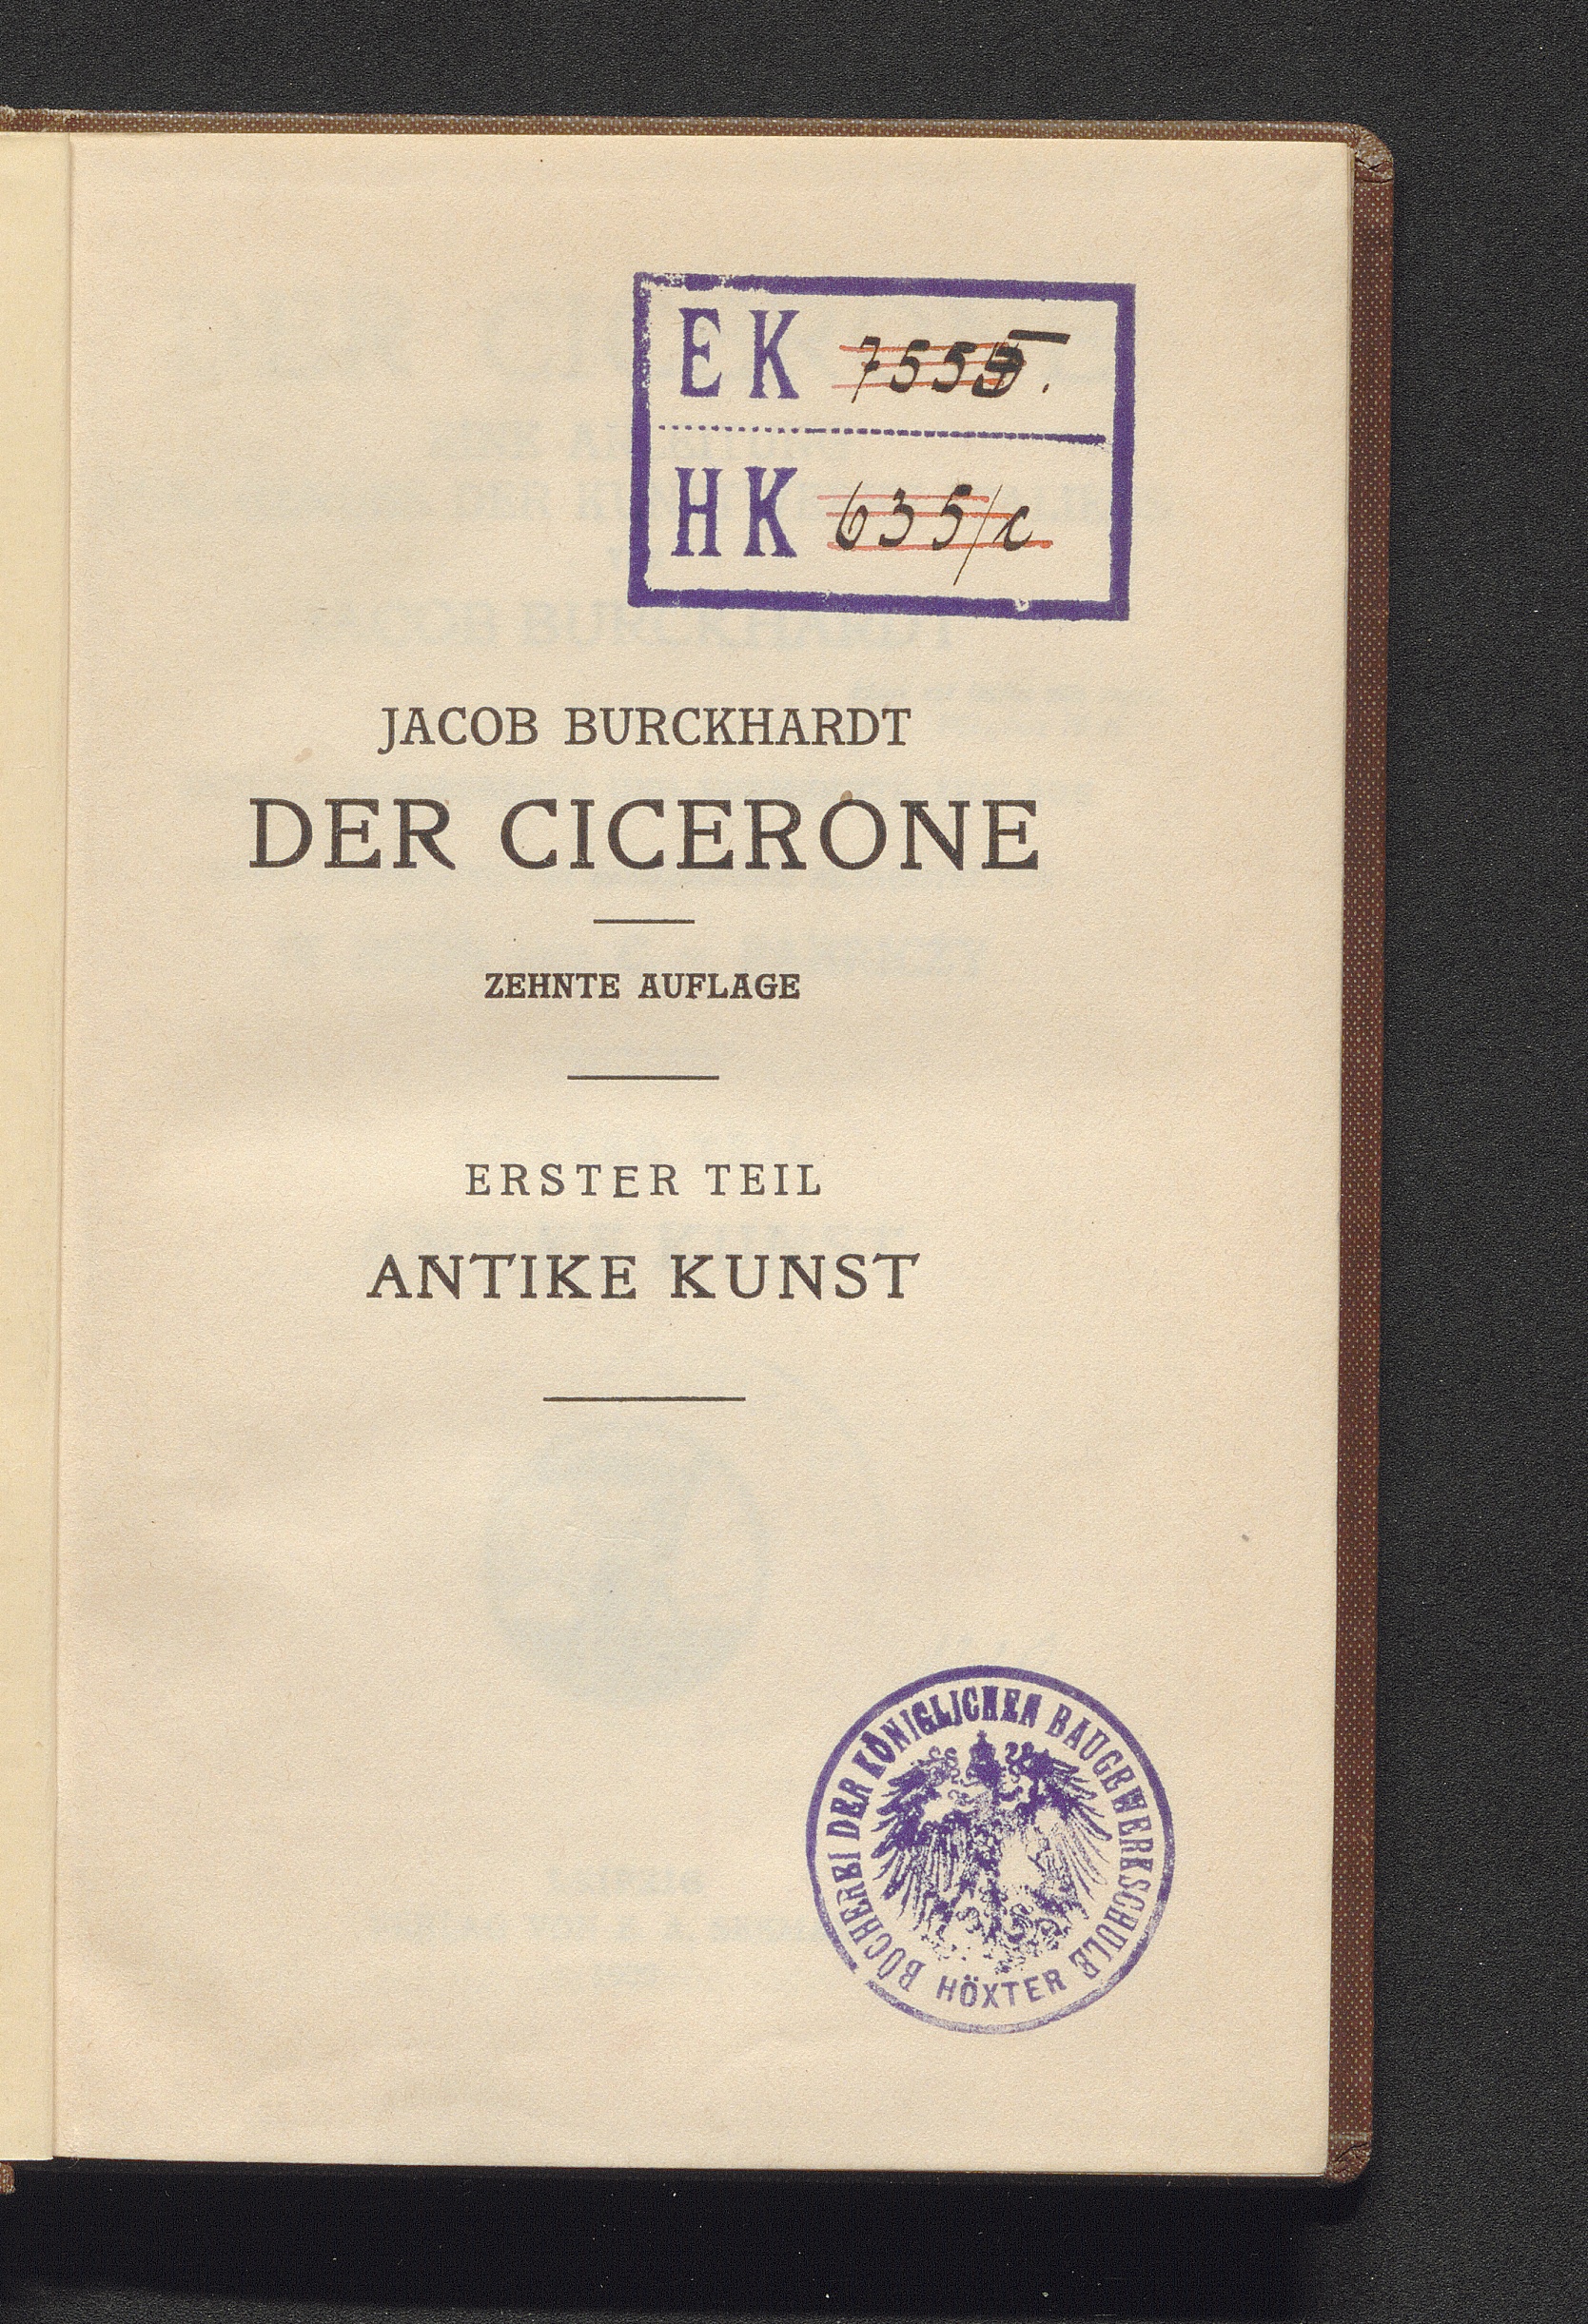 EK 7555.
HK 635/c
JACOB BURCKHARDT
DER CICERONE
ZEHNTE AUFLAGE
ERSTER TEIL
ANTIKE KUNST
BÜCHEREI DER KÖNIGLICHEN BAUGEWERKSCHULE
HÖXTER